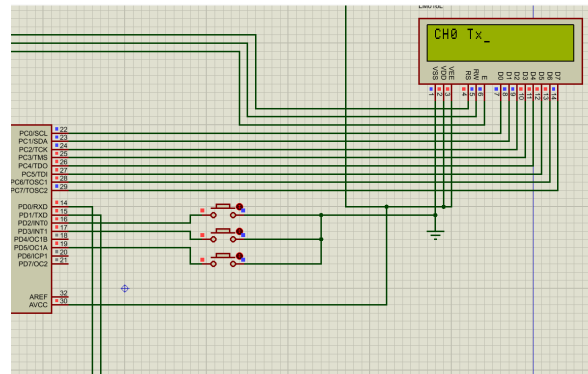 CH0 Tx_
VSS
VDD
VEE
RS
RW
E
D0
D1
D2
D3
D4
D5
D6
D7
1
2
3
4
5
6
7
8
9
10
11
12
13
14
PC0/SCL 22
PC1/SDA 23
PC2/TCK 24
PC3/TMS 25
PC4/TDO 26
PC5/TDI 27
PC6/TOSC1 28
PC7/TOSC2 29
PD0/RXD 14
PD1/TXD 15
PD2/INT0 16
PD3/INT1 17
PD4/OC1B 18
PD5/OC1A 19
PD6/ICP1 20
PD7/OC2 21
AREF 32
AVCC 30